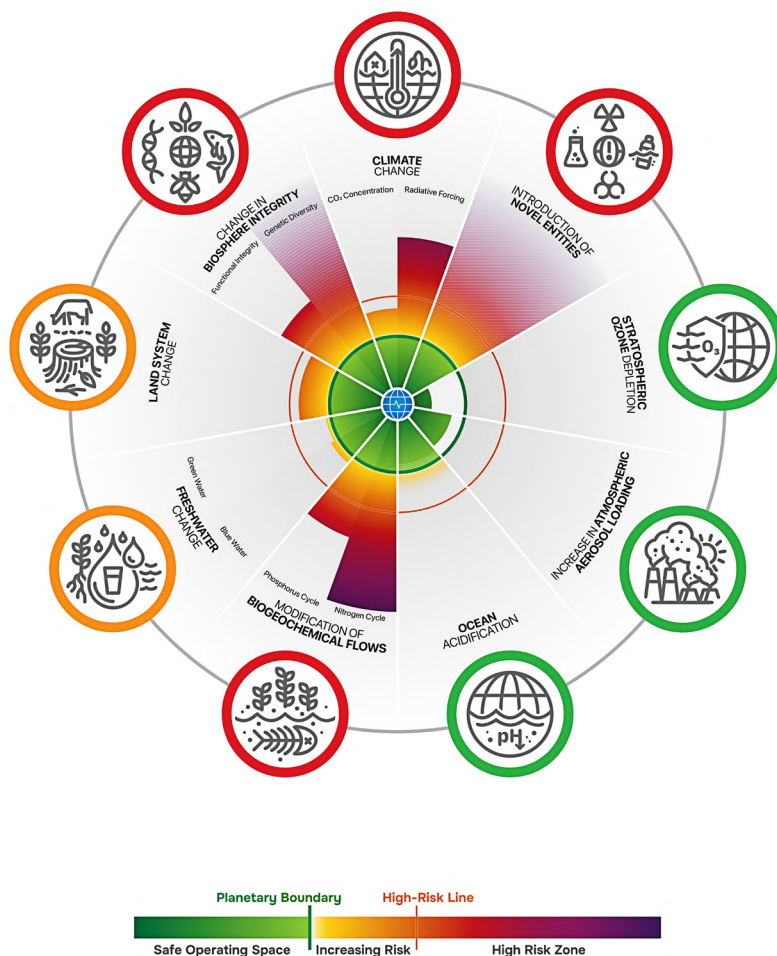 CLIMATE
CHANGE
CO₂ Concentration
Radiative Forcing
INTRODUCTION OF
NOVEL ENTITIES
STRATOSPHERIC
OZONE DEPLETION
O₃
INCREASE IN ATMOSPHERIC
AEROSOL LOADING
OCEAN
ACIDIFICATION
pH↓
MODIFICATION OF
BIOGEOCHEMICAL FLOWS
Phosphorus Cycle
Nitrogen Cycle
FRESHWATER
CHANGE
Green Water
Blue Water
LAND SYSTEM
CHANGE
CHANGE IN
BIOSPHERE INTEGRITY
Functional Integrity
Genetic Diversity
Planetary Boundary
High-Risk Line
Safe Operating Space
Increasing Risk
High Risk Zone